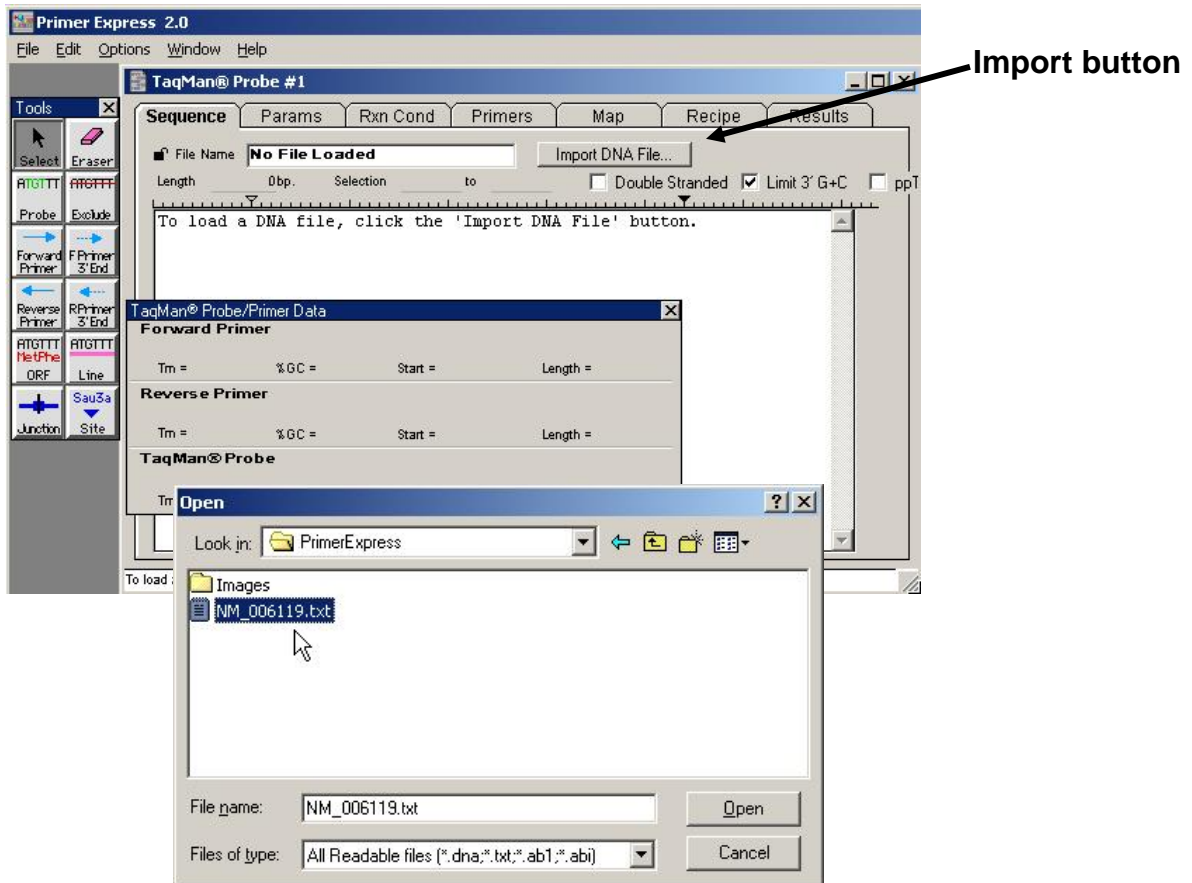 Primer Express 2.0
File Edit Options Window Help
Import button
TaqMan® Probe #1
Tools
Select Eraser
ATGTT ATGTTT
Probe Exclude
Forward Primer F Primer 3' End
Reverse Primer RPrimer 3' End
ATGTTT MetPhe ORF ATGTTT Line
Junction Sau3a Site
Sequence Params Rxn Cond Primers Map Recipe Results
File Name No File Loaded Import DNA File...
Length 0bp. Selection to Double Stranded Limit 3' G+C
To load a DNA file, click the 'Import DNA File' button.
TaqMan® Probe/Primer Data
Forward Primer
Tm = %GC = Start = Length =
Reverse Primer
Tm = %GC = Start = Length =
TaqMan® Probe
To load
Open
Look in: PrimerExpress
Images
NM_006119.txt
File name: NM_006119.txt Open
Files of type: All Readable files (*.dna;*.txt;*.ab1;*.abi) Cancel